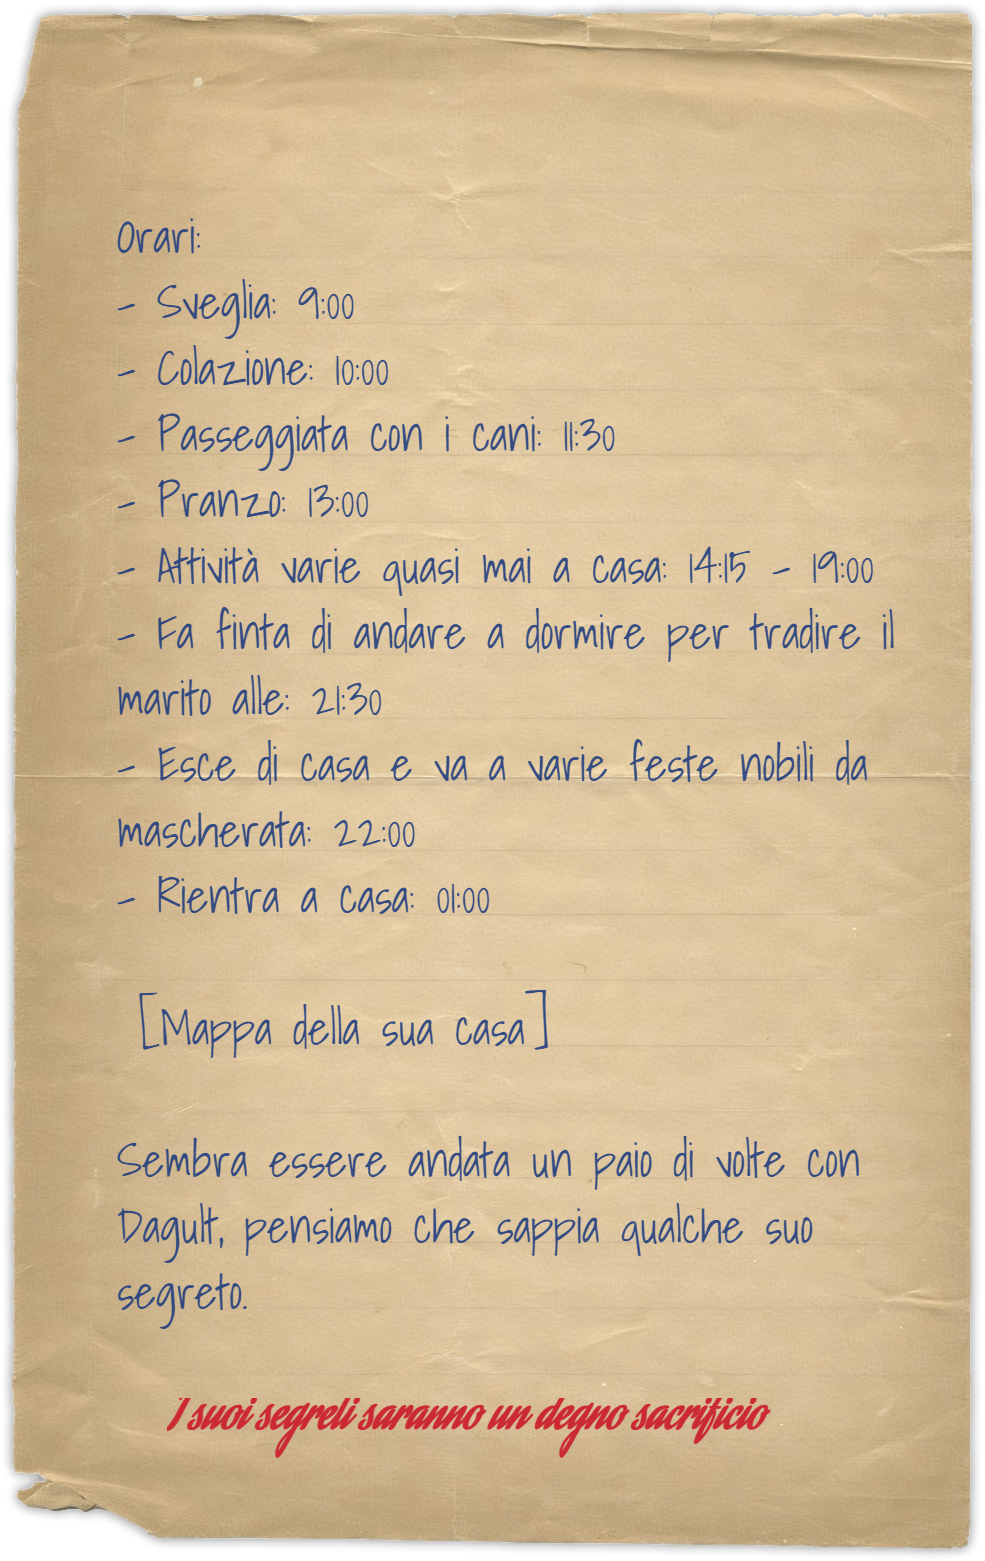 Orari:
- Sveglia: 9:00
- Colazione: 10:00
- Passeggiata con i cani: 11:30
- Pranzo: 13:00
- Attività varie quasi mai a casa: 14:15 - 19:00
- Fa finta di andare a dormire per tradire il
marito alle: 21:30
- Esce di casa e va a varie feste nobili da
mascherata: 22:00
- Rientra a casa: 01:00
[Mappa della sua casa]
Sembra essere andata un paio di volte con
Dagult, pensiamo che sappia qualche suo
segreto.
I suoi segreti saranno un degno sacrificio